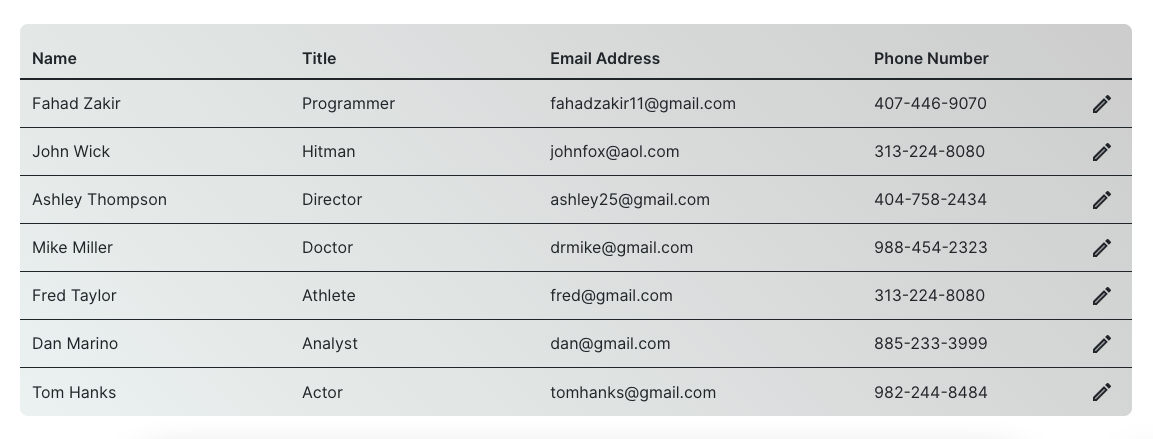 Name Title Email Address Phone Number
Fahad Zakir Programmer fahadzakir11@gmail.com 407-446-9070
John Wick Hitman johnfox@aol.com 313-224-8080
Ashley Thompson Director ashley25@gmail.com 404-758-2434
Mike Miller Doctor drmike@gmail.com 988-454-2323
Fred Taylor Athlete fred@gmail.com 313-224-8080
Dan Marino Analyst dan@gmail.com 885-233-3999
Tom Hanks Actor tomhanks@gmail.com 982-244-8484